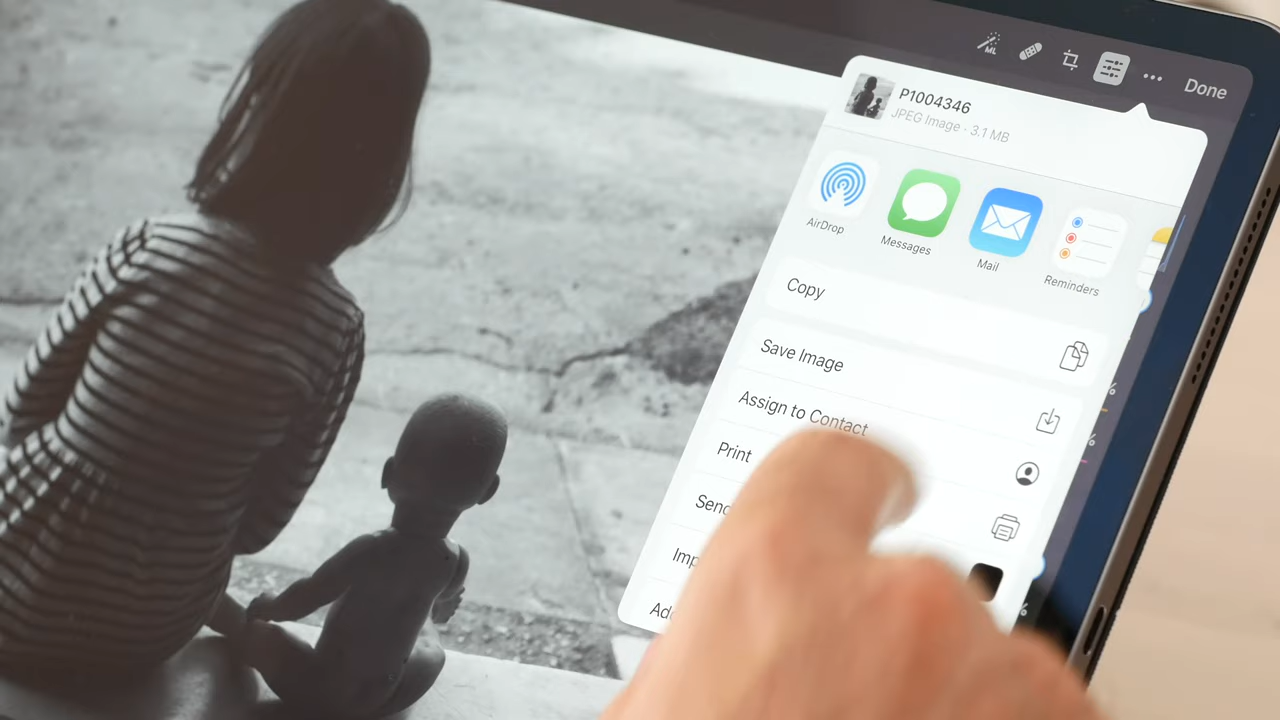 ML
Done
P1004346
JPEG Image · 3.1 MB
AirDrop
Messages
Mail
Reminders
Copy
Save Image
Assign to Contact
Print
%
%
%